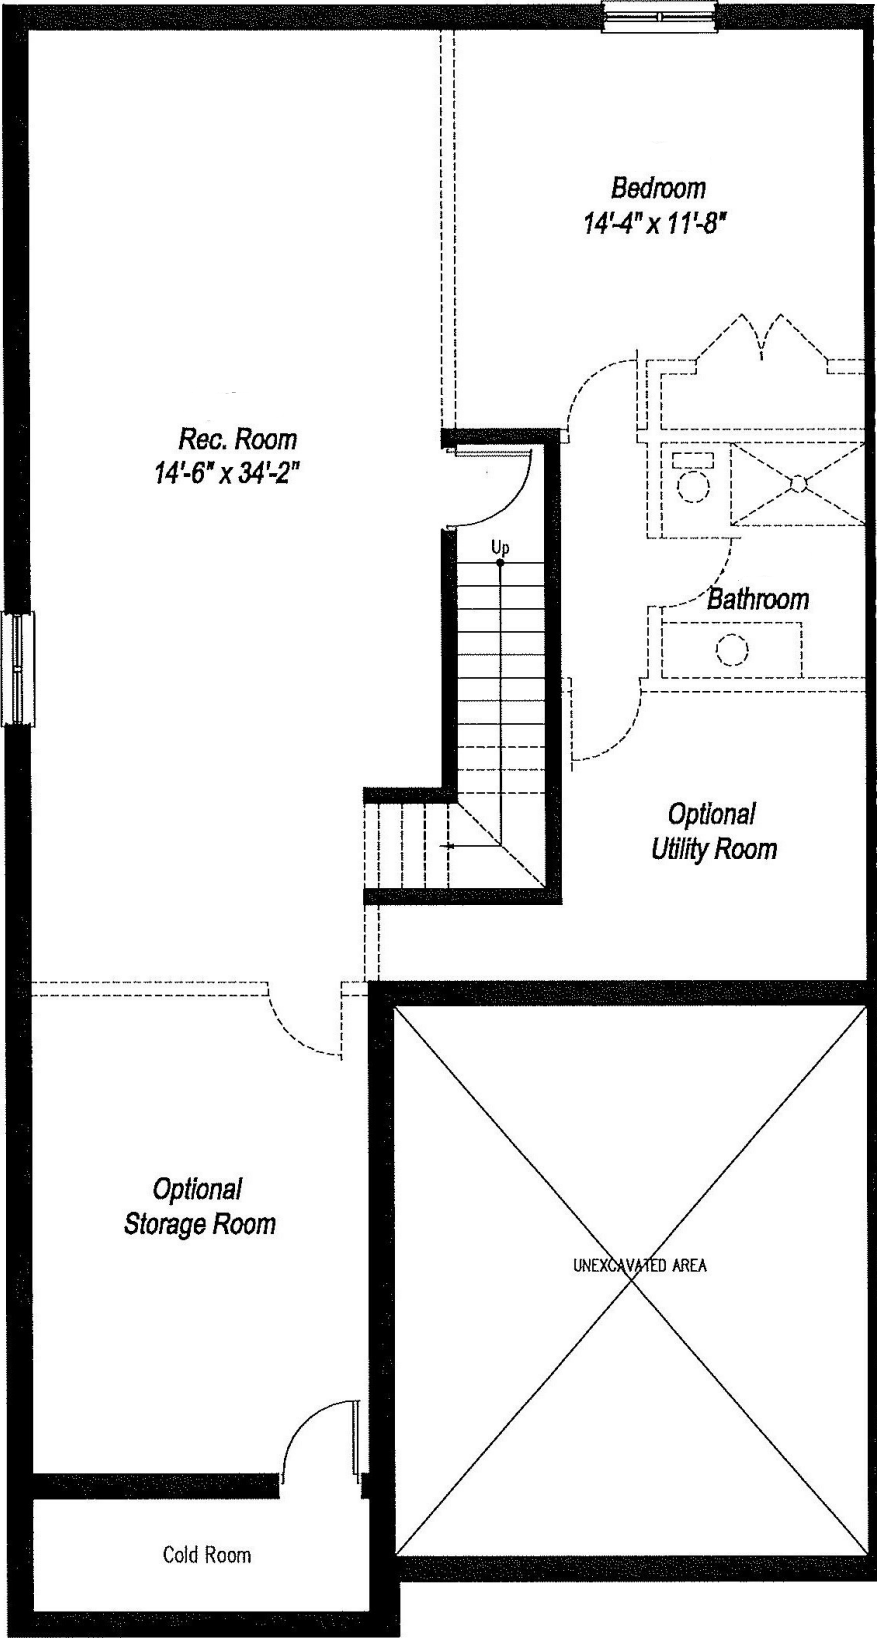 Bedroom
14'-4" x 11'-8"
Rec. Room
14'-6" x 34'-2"
Up
Bathroom
Optional
Utility Room
Optional
Storage Room
UNEXCAVATED AREA
Cold Room